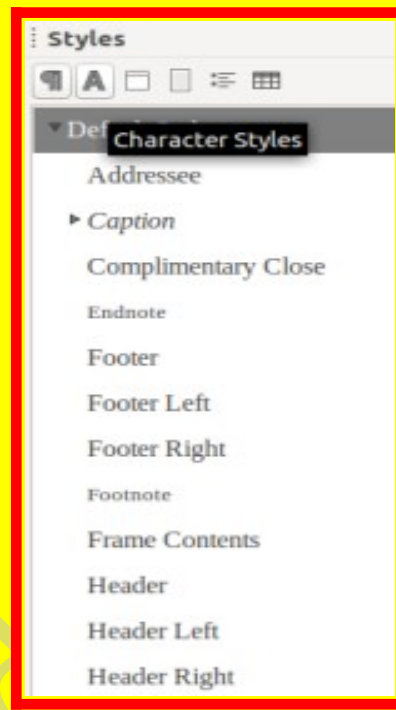 Styles
Def
Character Styles
Addressee
Caption
Complimentary Close
Endnote
Footer
Footer Left
Footer Right
Footnote
Frame Contents
Header
Header Left
Header Right